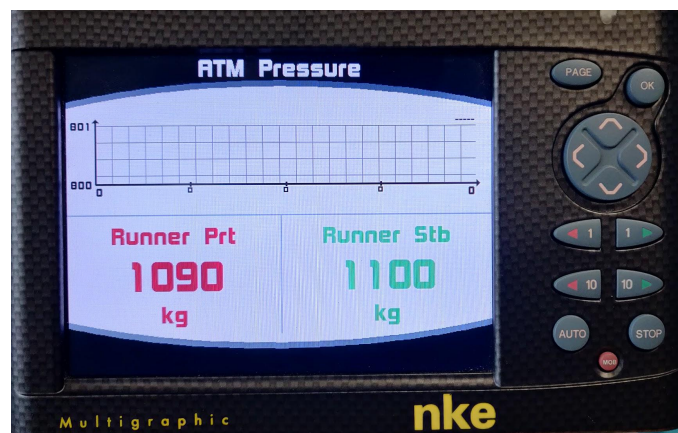 ATM Pressure
801
-----
800
0
0
0
0
0
Runner Prt
Runner Stb
1090
1100
kg
kg
PAGE
OK
1
1
10
10
AUTO
STOP
MOB
Multigraphic
nke